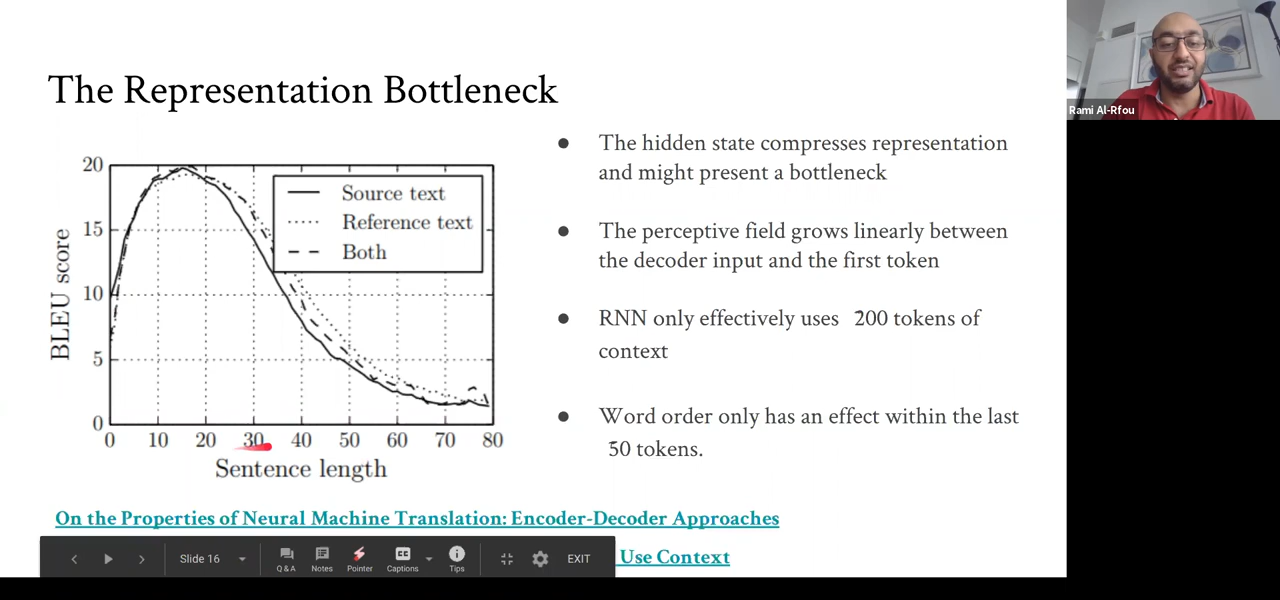 The Representation Bottleneck
Rami Al-Rfou
The hidden state compresses representation
and might present a bottleneck
The perceptive field grows linearly between
the decoder input and the first token
RNN only effectively uses 200 tokens of
context
Word order only has an effect within the last
50 tokens.
BLEU score
20
15
10
5
0
Source text
Reference text
Both
0 10 20 30 40 50 60 70 80
Sentence length
On the Properties of Neural Machine Translation: Encoder-Decoder Approaches
Use Context
Slide 16
Q & A
Notes
Pointer
CC
Captions
Tips
EXIT